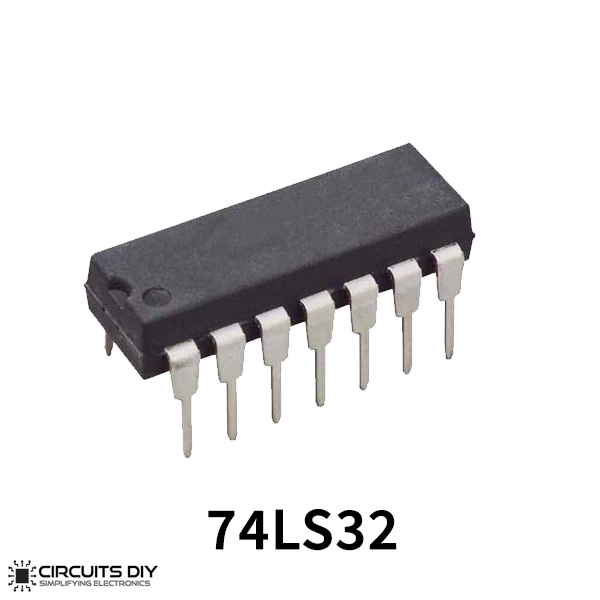 74LS32
CIRCUITS DIY
SIMPLIFYING ELECTRONICS